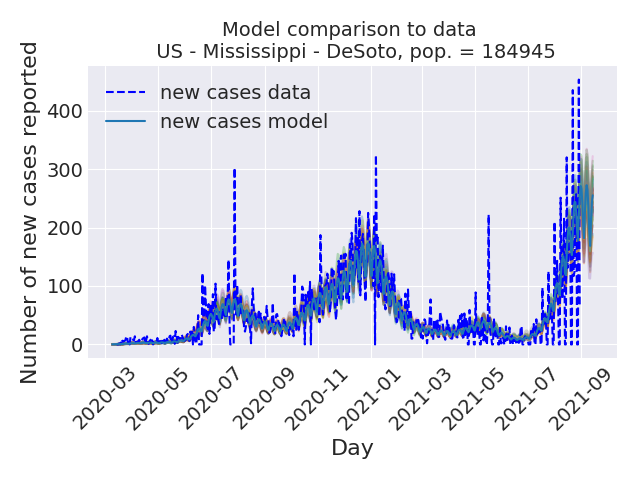 Model comparison to data
US - Mississippi - DeSoto, pop. = 184945
Number of new cases reported
400
300
200
100
0
new cases data
new cases model
2020-03
2020-05
2020-07
2020-09
2020-11
2021-01
2021-03
2021-05
2021-07
2021-09
Day